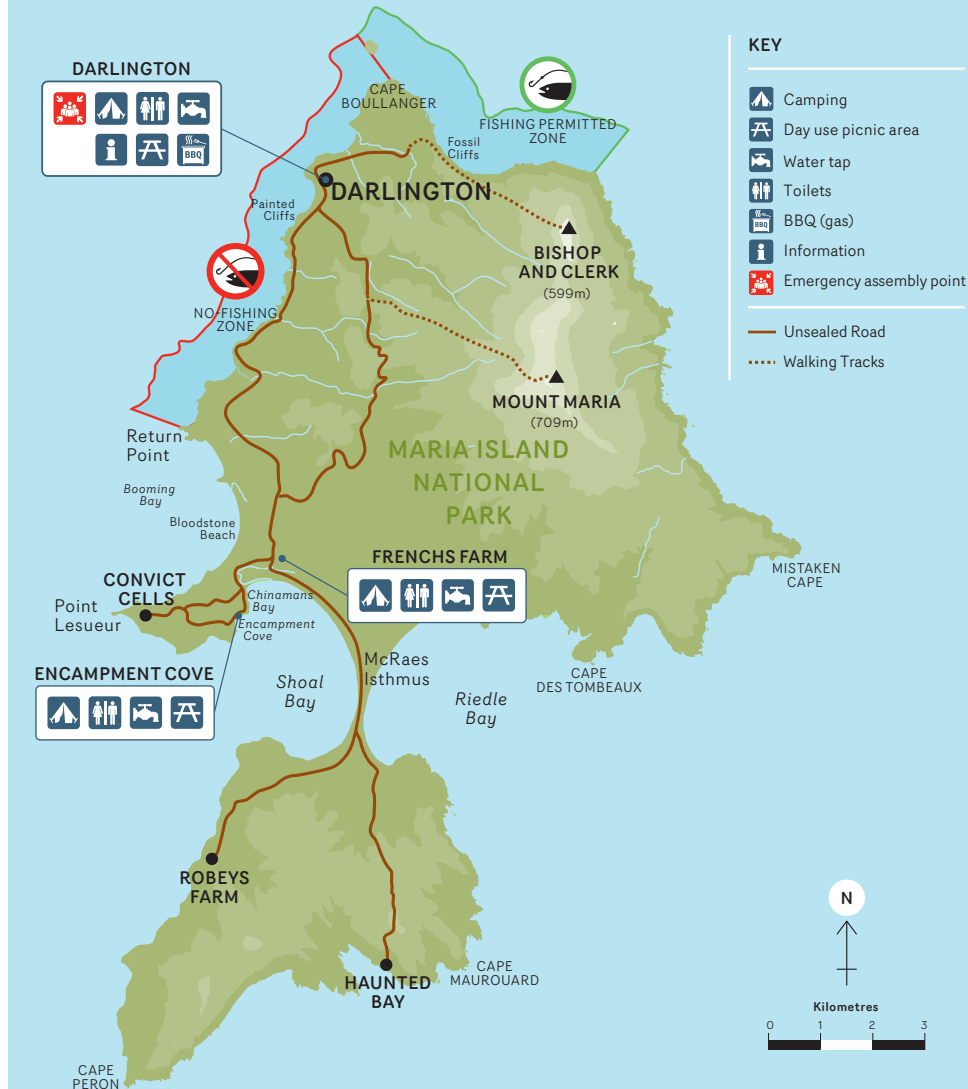 DARLINGTON
BBQ
CAPE
BOULLANGER
FISHING PERMITTED
ZONE
Fossil
Cliffs
DARLINGTON
Painted
Cliffs
BISHOP
AND CLERK
(599m)
NO-FISHING
ZONE
MOUNT MARIA
(709m)
Return
Point
MARIA ISLAND
NATIONAL
PARK
Booming
Bay
Bloodstone
Beach
FRENCHS FARM
MISTAKEN
CAPE
CONVICT
CELLS
Point
Lesueur
Chinamans
Bay
Encampment
Cove
ENCAMPMENT COVE
McRaes
Isthmus
Shoal
Bay
Riedle
Bay
CAPE
DES TOMBEAUX
ROBEYS
FARM
HAUNTED
BAY
CAPE
MAUROUARD
CAPE
PERON
KEY
Camping
Day use picnic area
Water tap
Toilets
BBQ
BBQ (gas)
Information
Emergency assembly point
Unsealed Road
Walking Tracks
N
Kilometres
0 1 2 3